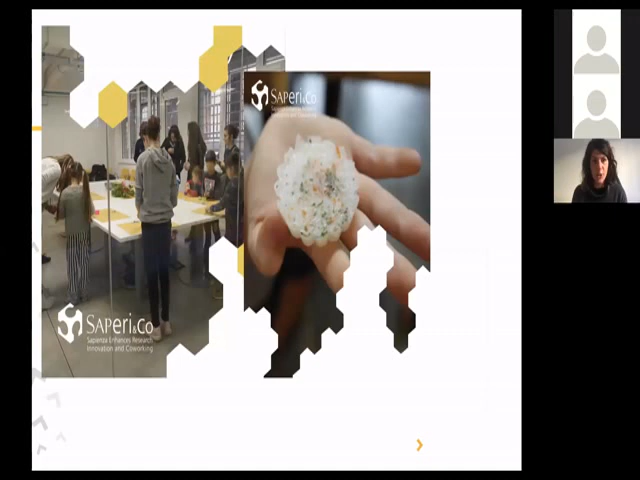 SAPeri&Co
Sapienza Enhances Research
Innovation and Coworking
SAPeri&Co